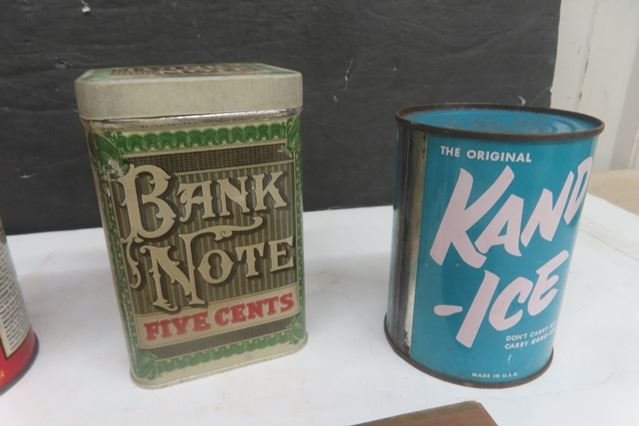 BANK
NOTE
FIVE CENTS
THE ORIGINAL
KAND
-ICE
DON'T CARRY
CARRY
MADE IN U.S.A.